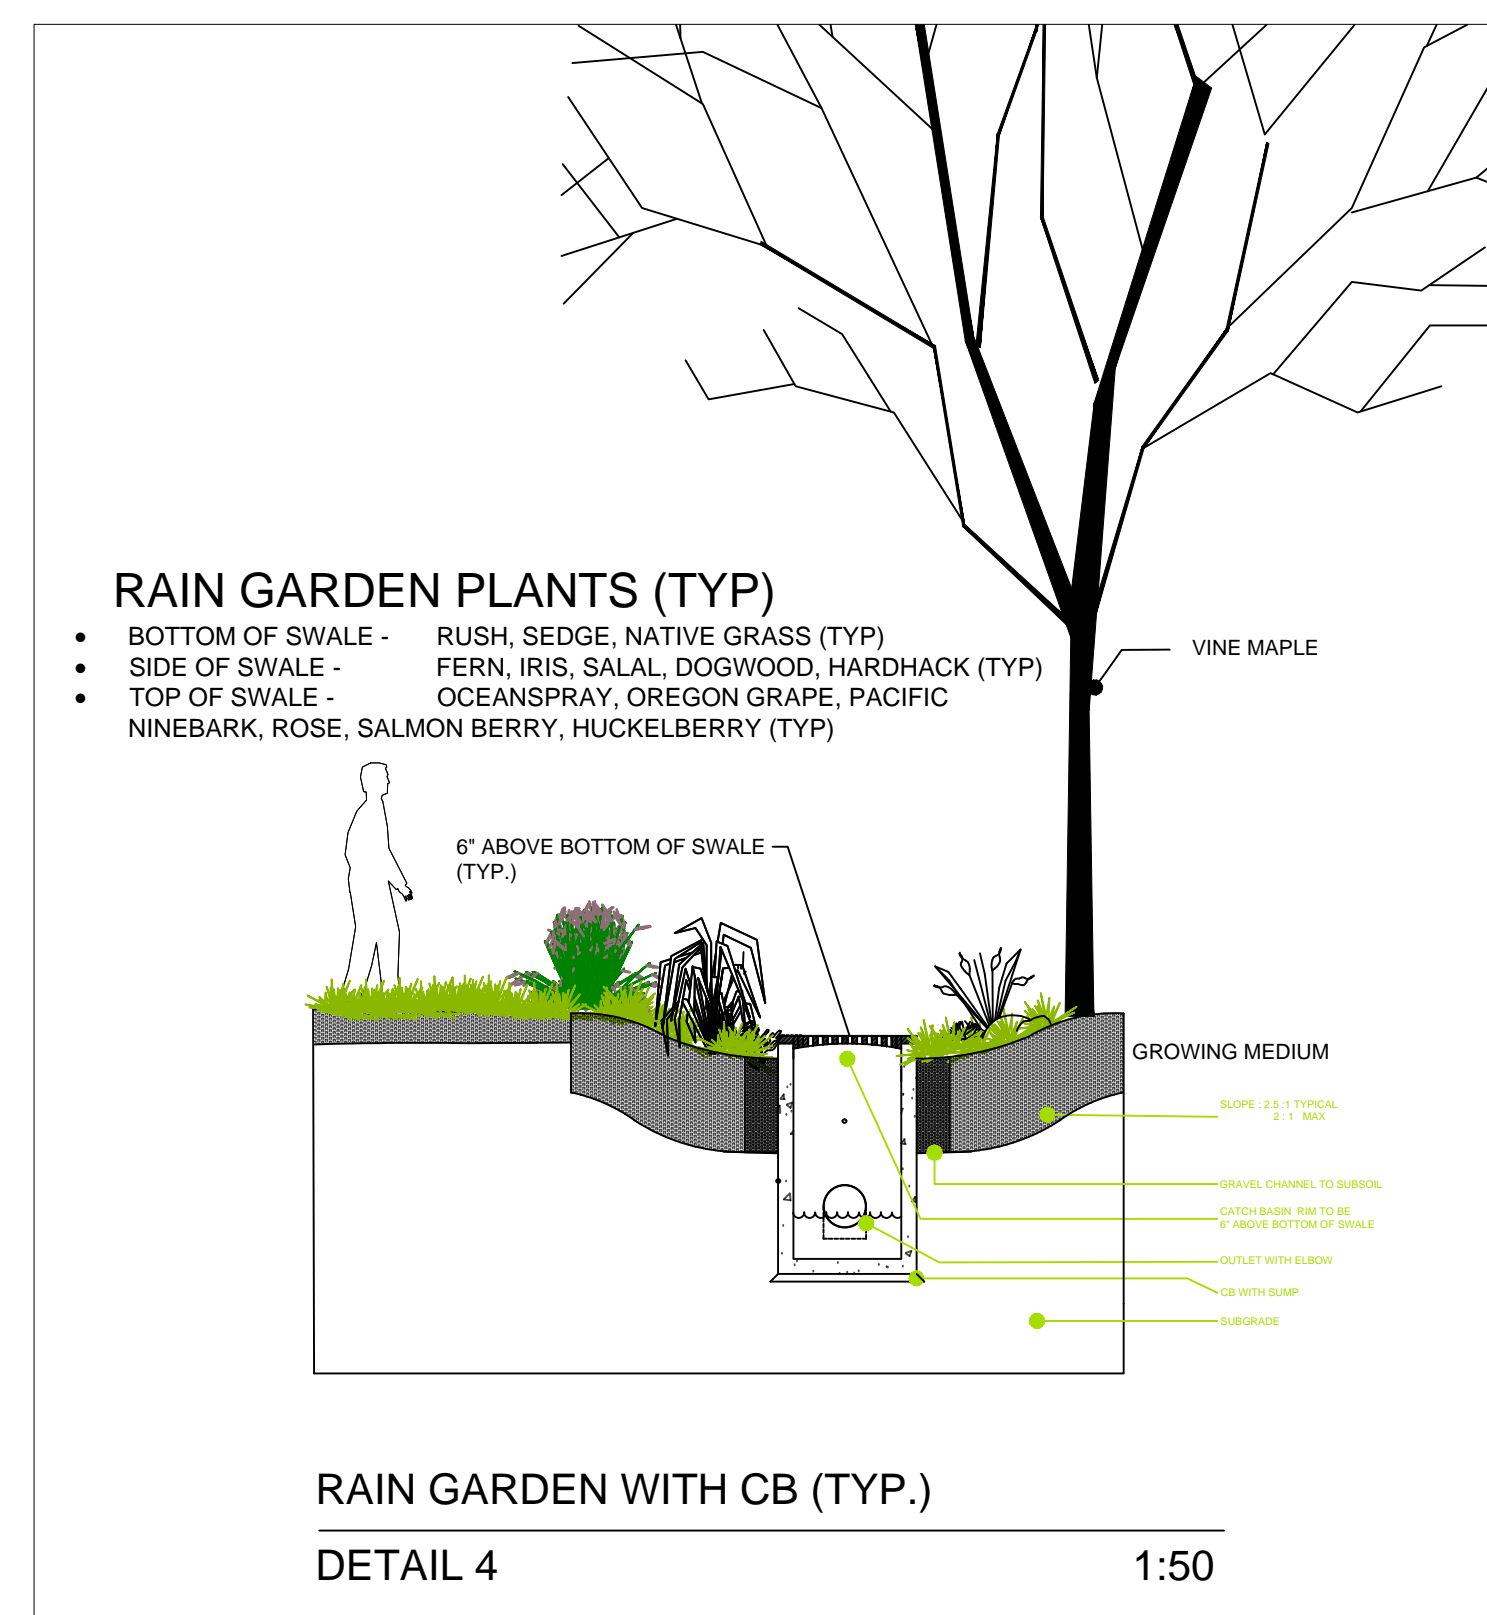 RAIN GARDEN PLANTS (TYP)
• BOTTOM OF SWALE - RUSH, SEDGE, NATIVE GRASS (TYP)
• SIDE OF SWALE - FERN, IRIS, SALAL, DOGWOOD, HARDHACK (TYP)
• TOP OF SWALE - OCEANSPRAY, OREGON GRAPE, PACIFIC
NINEBARK, ROSE, SALMON BERRY, HUCKELBERRY (TYP)
VINE MAPLE
6" ABOVE BOTTOM OF SWALE
(TYP.)
GROWING MEDIUM
SLOPE : 2.5 :1 TYPICAL
2 : 1 MAX
GRAVEL CHANNEL TO SUBSOIL
CATCH BASIN RIM TO BE
6" ABOVE BOTTOM OF SWALE
OUTLET WITH ELBOW
CB WITH SUMP
SUBGRADE
RAIN GARDEN WITH CB (TYP.)
DETAIL 4 1:50